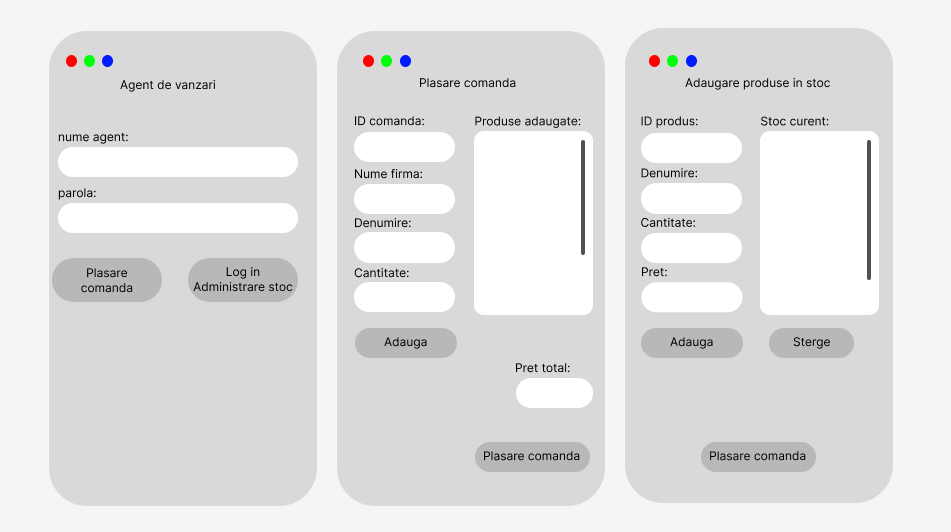 Agent de vanzari
nume agent:
parola:
Plasare
comanda
Log in
Administrare stoc
Plasare comanda
ID comanda:
Nume firma:
Denumire:
Cantitate:
Adauga
Produse adaugate:
Pret total:
Plasare comanda
Adaugare produse in stoc
ID produs:
Denumire:
Cantitate:
Pret:
Adauga
Stoc curent:
Sterge
Plasare comanda